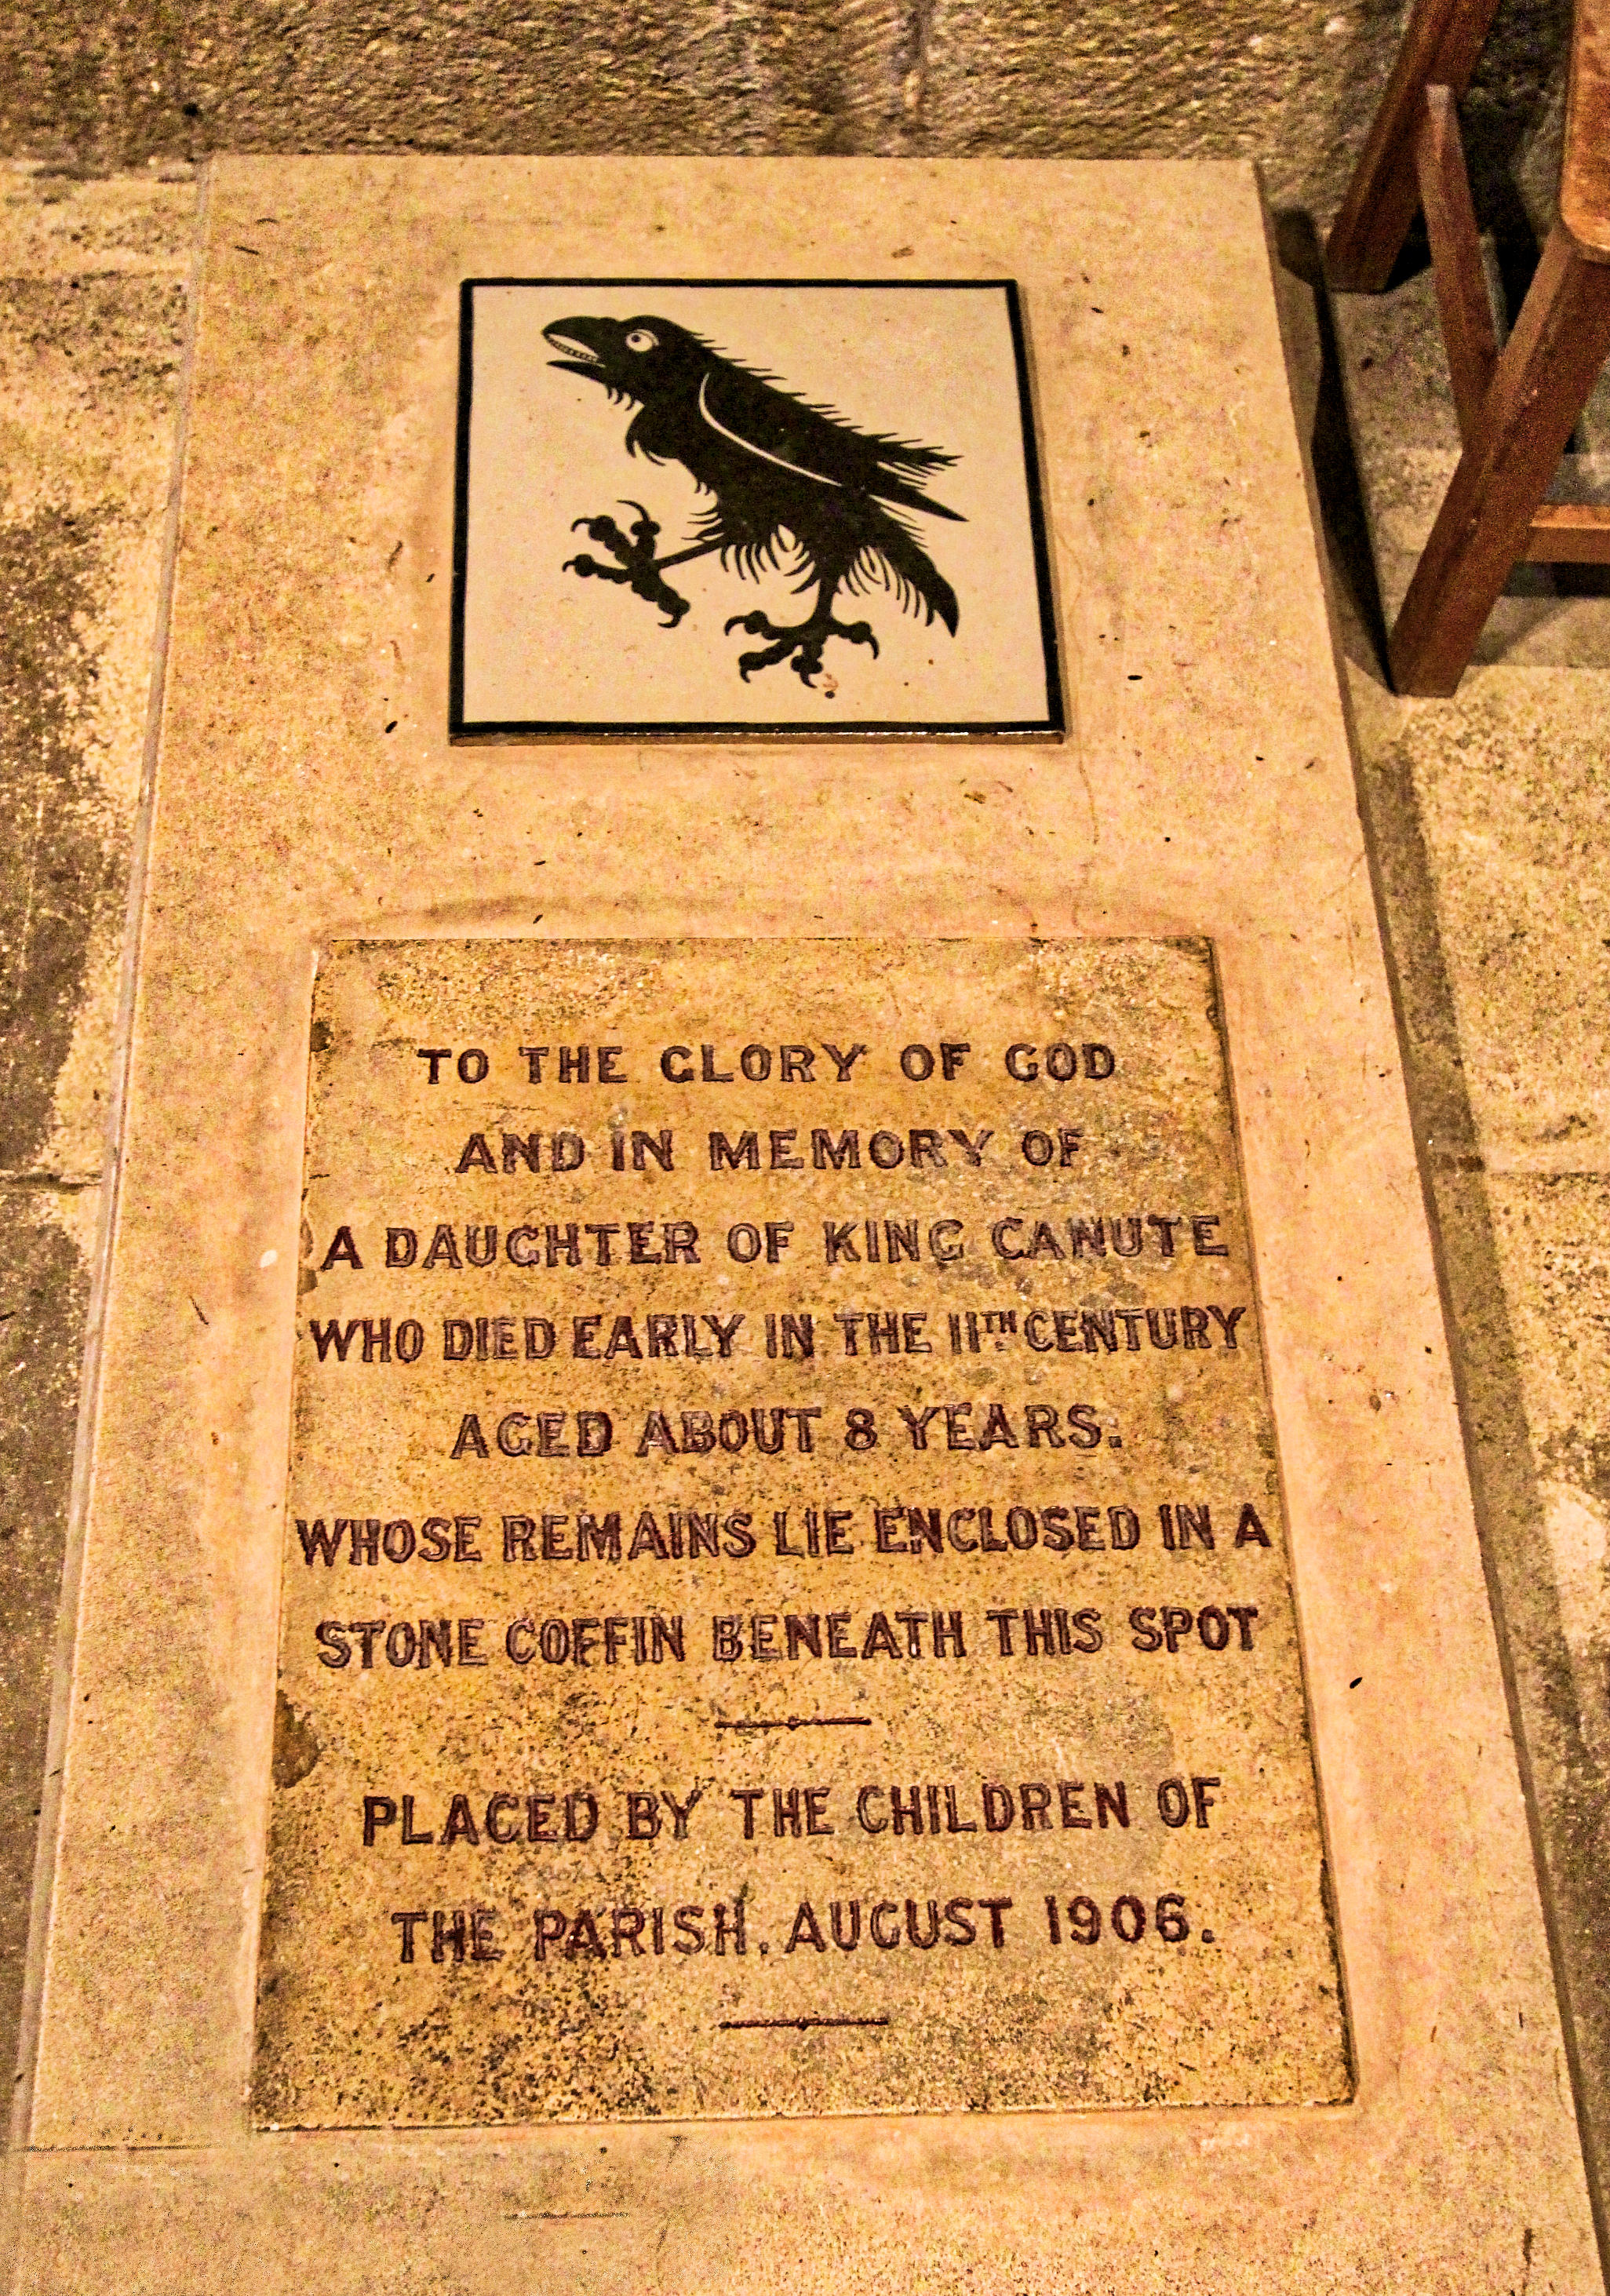 TO THE GLORY OF GOD
AND IN MEMORY OF
A DAUGHTER OF KING CANUTE
WHO DIED EARLY IN THE 11TH CENTURY
AGED ABOUT 8 YEARS.
WHOSE REMAINS LIE ENCLOSED IN A
STONE COFFIN BENEATH THIS SPOT
PLACED BY THE CHILDREN OF
THE PARISH. AUGUST 1906.